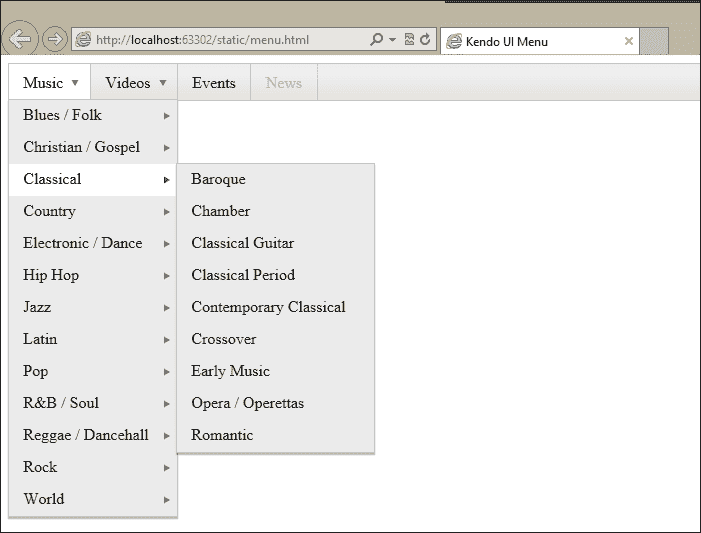 http://localhost:63302/static/menu.html
Kendo UI Menu
Music Videos Events News
Blues / Folk
Christian / Gospel
Classical
Country
Electronic / Dance
Hip Hop
Jazz
Latin
Pop
R&B / Soul
Reggae / Dancehall
Rock
World
Baroque
Chamber
Classical Guitar
Classical Period
Contemporary Classical
Crossover
Early Music
Opera / Operettas
Romantic